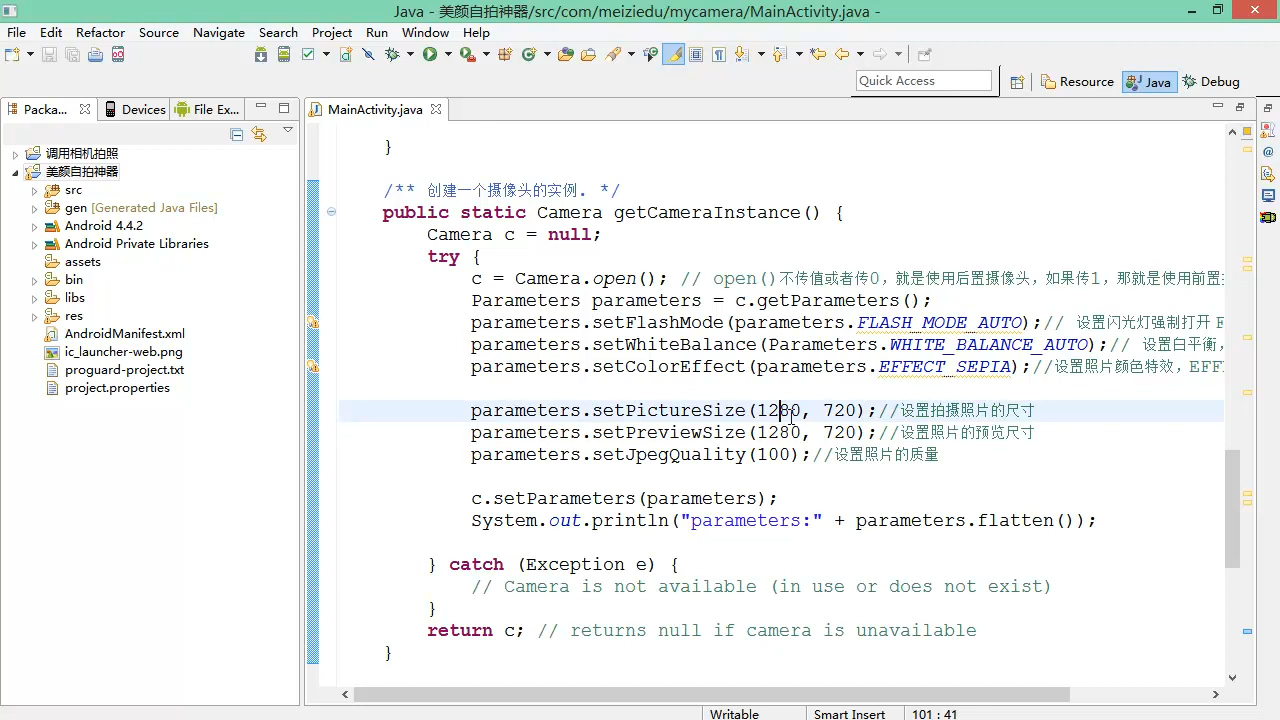 Java - 美颜自拍神器/src/com/meiziedu/mycamera/MainActivity.java -
File Edit Refactor Source Navigate Search Project Run Window Help
Quick Access
Resource Java Debug
Packa... Devices File Ex...
MainActivity.java
调用相机拍照
美颜自拍神器
src
gen [Generated Java Files]
Android 4.4.2
Android Private Libraries
assets
bin
libs
res
AndroidManifest.xml
ic_launcher-web.png
proguard-project.txt
project.properties
}
/** 创建一个摄像头的实例. */
public static Camera getCameraInstance() {
Camera c = null;
try {
c = Camera.open(); // open()不传值或者传0，就是使用后置摄像头，如果传1，那就是使用前置
Parameters parameters = c.getParameters();
parameters.setFlashMode(parameters.FLASH_MODE_AUTO);// 设置闪光灯强制打开 F
parameters.setWhiteBalance(Parameters.WHITE_BALANCE_AUTO);// 设置白平衡，
parameters.setColorEffect(parameters.EFFECT_SEPIA);//设置照片颜色特效，EFF
parameters.setPictureSize(1280, 720);//设置拍摄照片的尺寸
parameters.setPreviewSize(1280, 720);//设置照片的预览尺寸
parameters.setJpegQuality(100);//设置照片的质量
c.setParameters(parameters);
System.out.println("parameters:" + parameters.flatten());
} catch (Exception e) {
// Camera is not available (in use or does not exist)
}
return c; // returns null if camera is unavailable
}
Writable Smart Insert 101 : 41